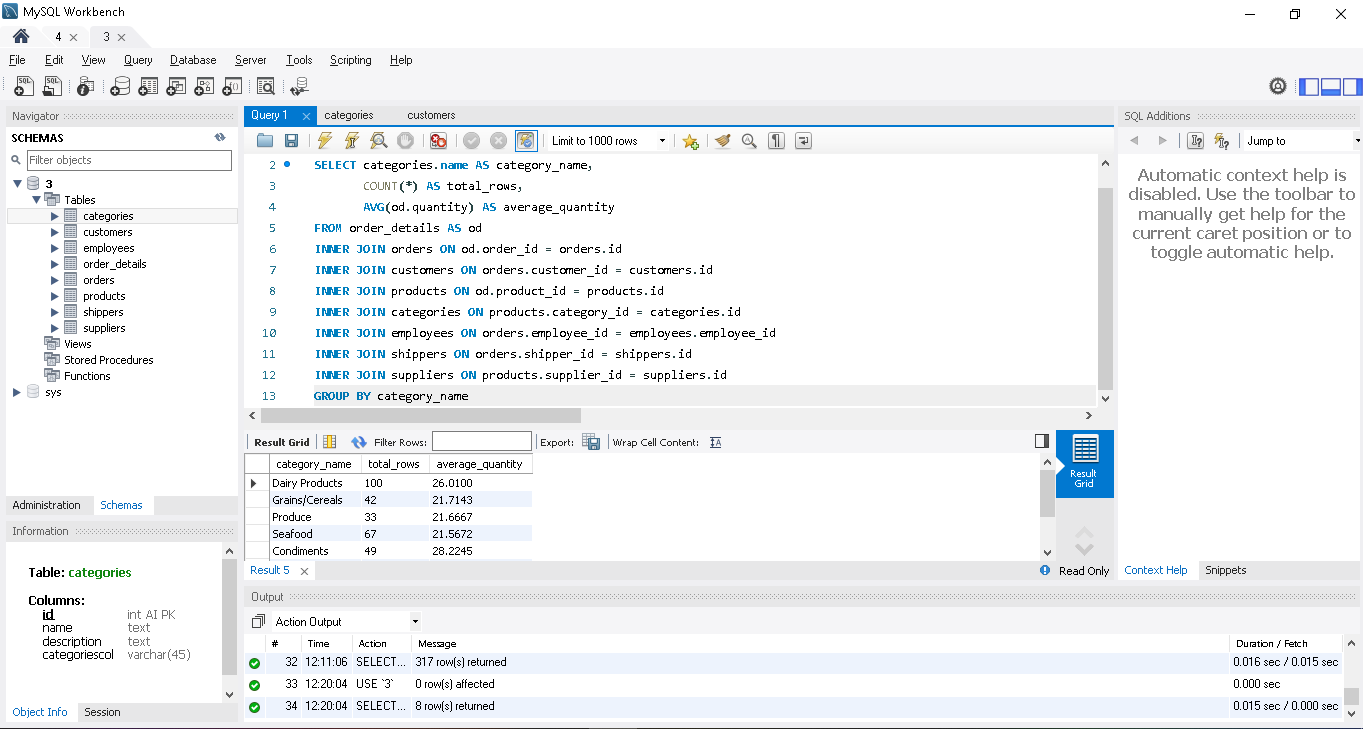 MySQL Workbench
4
3
File Edit View Query Database Server Tools Scripting Help
Navigator
SCHEMAS
Filter objects
3
Tables
categories
customers
employees
order_details
orders
products
shippers
suppliers
Views
Stored Procedures
Functions
sys
Administration Schemas
Information
Table: categories
Columns:
id int AI PK
name text
description text
categoriescol varchar(45)
Object Info Session
Query 1 categories customers
Limit to 1000 rows
2 SELECT categories.name AS category_name,
3 COUNT(*) AS total_rows,
4 AVG(od.quantity) AS average_quantity
5 FROM order_details AS od
6 INNER JOIN orders ON od.order_id = orders.id
7 INNER JOIN customers ON orders.customer_id = customers.id
8 INNER JOIN products ON od.product_id = products.id
9 INNER JOIN categories ON products.category_id = categories.id
10 INNER JOIN employees ON orders.employee_id = employees.employee_id
11 INNER JOIN shippers ON orders.shipper_id = shippers.id
12 INNER JOIN suppliers ON products.supplier_id = suppliers.id
13 GROUP BY category_name
Result Grid Filter Rows: Export: Wrap Cell Content:
category_name total_rows average_quantity
Dairy Products 100 26.0100
Grains/Cereals 42 21.7143
Produce 33 21.6667
Seafood 67 21.5672
Condiments 49 28.2245
Result
Grid
Result 5
Read Only
SQL Additions
Jump to
Automatic context help is
disabled. Use the toolbar to
manually get help for the
current caret position or to
toggle automatic help.
Context Help Snippets
Output
Action Output
# Time Action Message Duration / Fetch
32 12:11:06 SELECT... 317 row(s) returned 0.016 sec / 0.015 sec
33 12:20:04 USE `3` 0 row(s) affected 0.000 sec
34 12:20:04 SELECT... 8 row(s) returned 0.015 sec / 0.000 sec